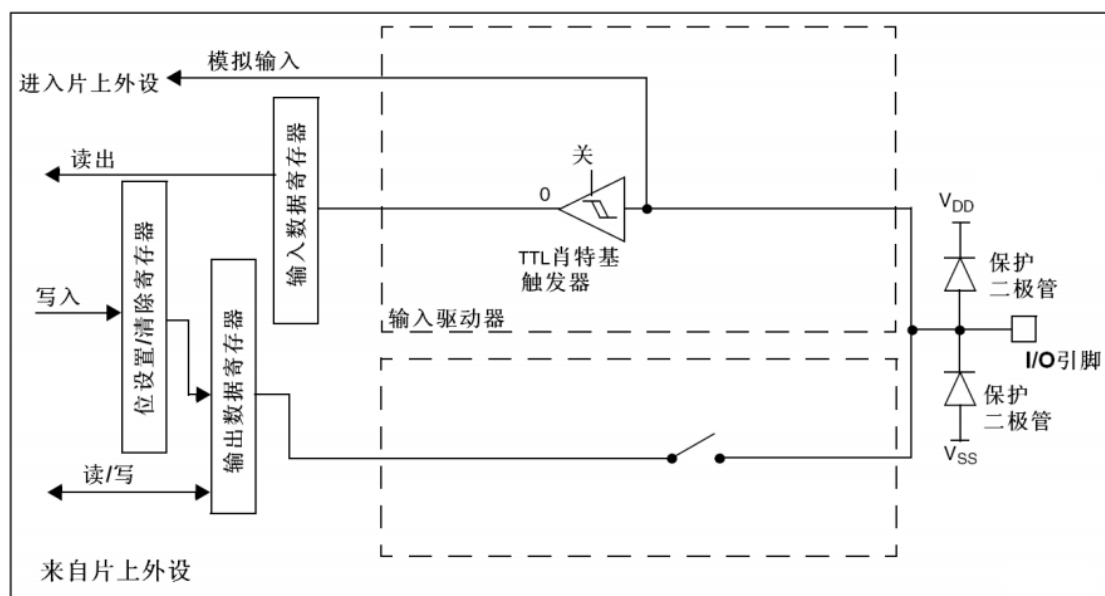 模拟输入
进入片上外设
读出
输入数据寄存器
关
0
TTL肖特基
触发器
VDD
保护
二极管
位设置/清除寄存器
写入
输出数据寄存器
输入驱动器
I/O引脚
保护
二极管
VSS
读/写
来自片上外设